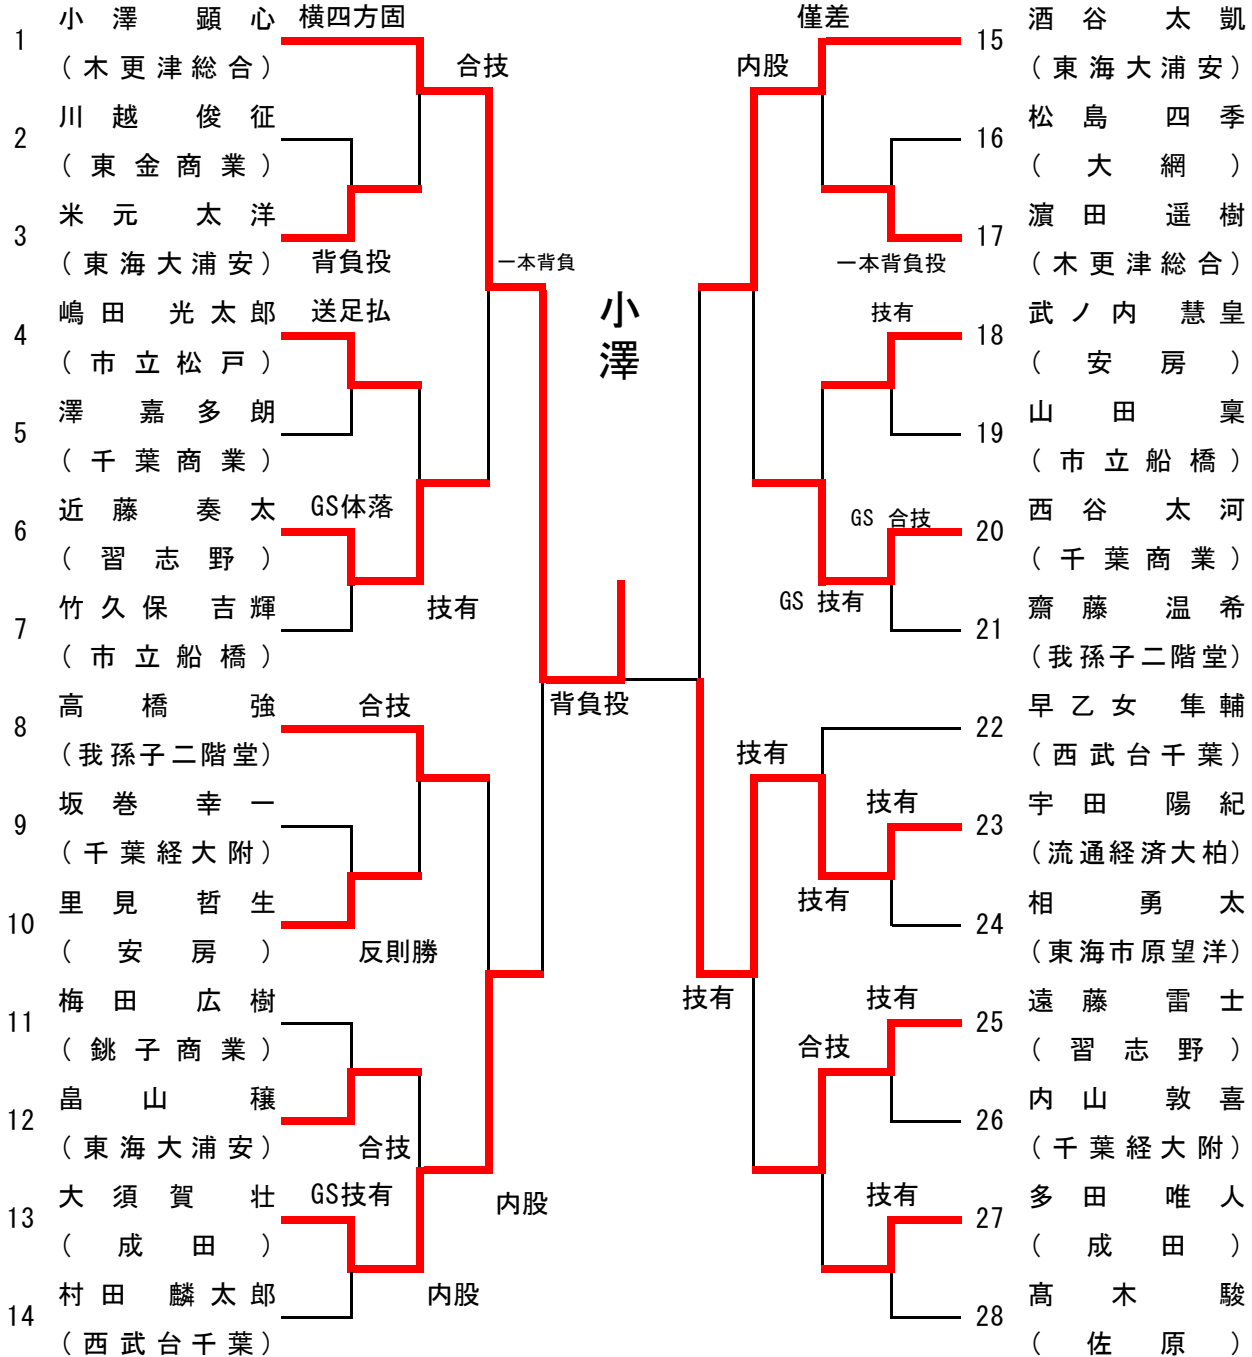 1 小澤 顕心
(木更津総合)
2 川越 俊征
(東金商業)
3 米元 太洋
(東海大浦安)
4 嶋田 光太郎
(市立松戸)
5 澤 嘉多朗
(千葉商業)
6 近藤 奏太
(習志野)
7 竹久保 吉輝
(市立船橋)
8 高橋 強
(我孫子二階堂)
9 坂巻 幸一
(千葉経大附)
10 里見 哲生
(安房)
11 梅田 広樹
(銚子商業)
12 畠山 穣
(東海大浦安)
13 大須賀 壮
(成田)
14 村田 麟太郎
(西武台千葉)
横四方固
合技
背負投
一本背負
送足払
GS体落
技有
合技
反則勝
合技
GS技有
内股
内股
小澤
背負投
僅差
内股
一本背負投
技有
GS 合技
GS 技有
技有
技有
技有
技有
技有
合技
技有
15 酒谷 太凱
(東海大浦安)
16 松島 四季
(大網)
17 濵田 遥樹
(木更津総合)
18 武ノ内 慧皇
(安房)
19 山田 稟
(市立船橋)
20 西谷 太河
(千葉商業)
21 齋藤 温希
(我孫子二階堂)
22 早乙女 隼輔
(西武台千葉)
23 宇田 陽紀
(流通経済大柏)
24 相 勇太
(東海市原望洋)
25 遠藤 雷士
(習志野)
26 内山 敦喜
(千葉経大附)
27 多田 唯人
(成田)
28 髙木 駿
(佐原)